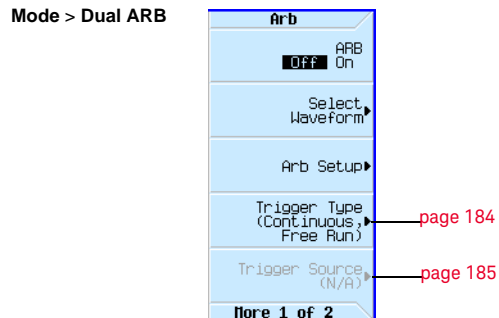 Mode > Dual ARB
Arb
ARB
Off On
Select
Waveform
Arb Setup
Trigger Type
(Continuous,
Free Run)
page 184
Trigger Source
(N/A)
page 185
More 1 of 2